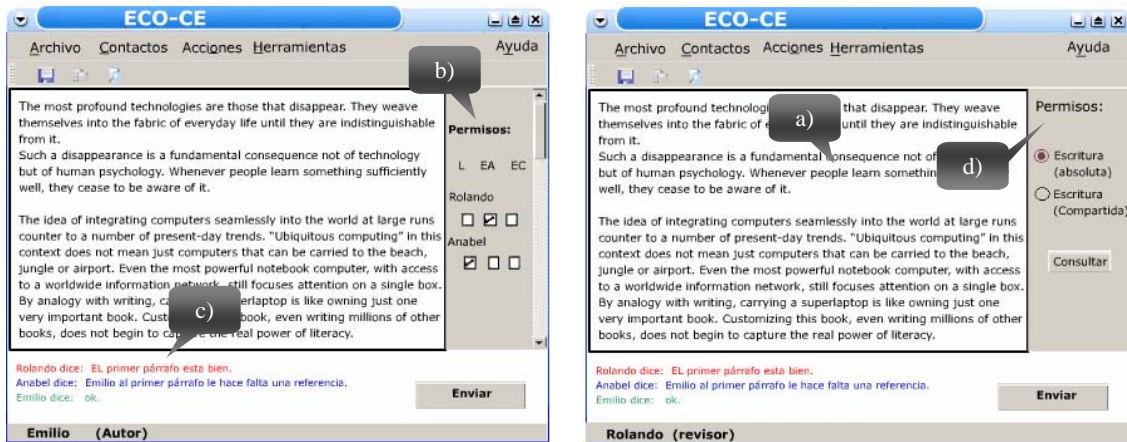 ECO-CE
Archivo Contactos Acciones Herramientas Ayuda
b)
The most profound technologies are those that disappear. They weave
themselves into the fabric of everyday life until they are indistinguishable
from it.
Such a disappearance is a fundamental consequence not of technology
but of human psychology. Whenever people learn something sufficiently
well, they cease to be aware of it.
The idea of integrating computers seamlessly into the world at large runs
counter to a number of present-day trends. "Ubiquitous computing" in this
context does not mean just computers that can be carried to the beach,
jungle or airport. Even the most powerful notebook computer, with access
to a worldwide information network, still focuses attention on a single box.
By analogy with writing, superlaptop is like owning just one
very important book. book, even writing millions of other
books, does not begin to capture the real power of literacy.
c)
Permisos:
L EA EC
Rolando
Anabel
Rolando dice: EL primer párrafo esta bien.
Anabel dice: Emilio al primer párrafo le hace falta una referencia.
Emilio dice: ok.
Enviar
Emilio (Autor)
ECO-CE
Archivo Contactos Acciones Herramientas Ayuda
The most profound that disappear. They weave
themselves into the fabric of until they are indistinguishable
from it.
Such a disappearance is a fundamental consequence not of
but of human psychology. Whenever people learn
well, they cease to be aware of it.
The idea of integrating computers seamlessly into the world at large runs
counter to a number of present-day trends. "Ubiquitous computing" in this
context does not mean just computers that can be carried to the beach,
jungle or airport. Even the most powerful notebook computer, with access
to a worldwide information network, still focuses attention on a single box.
By analogy with writing, carrying a superlaptop is like owning just one
very important book. Customizing this book, even writing millions of other
books, does not begin to capture the real power of literacy.
a)
d)
Permisos:
Escritura
(absoluta)
Escritura
(Compartida)
Consultar
Rolando dice: EL primer párrafo esta bien.
Anabel dice: Emilio al primer párrafo le hace falta una referencia.
Emilio dice: ok.
Enviar
Rolando (revisor)